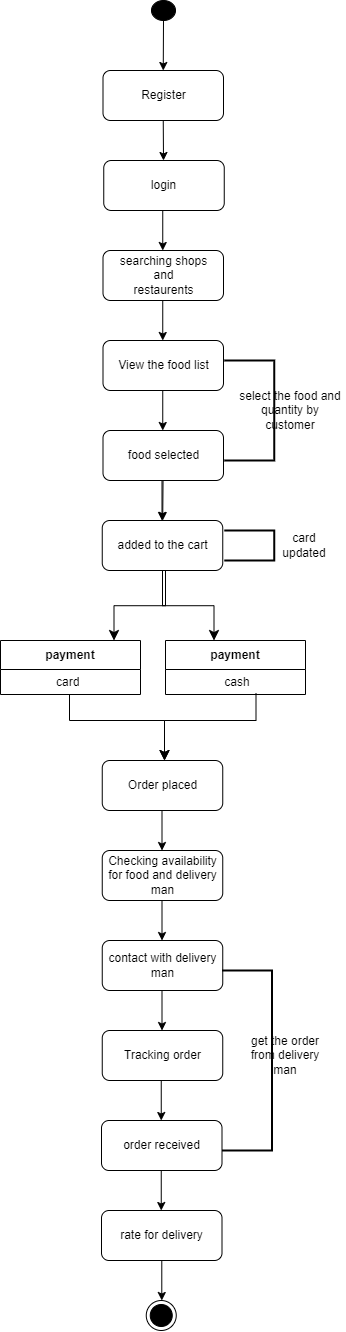 Register
login
searching shops
and
restaurents
View the food list
select the food and
quantity by
customer
food selected
added to the cart
card
updated
payment
card
payment
cash
Order placed
Checking availability
for food and delivery
man
contact with delivery
man
Tracking order
get the order
from delivery
man
order received
rate for delivery